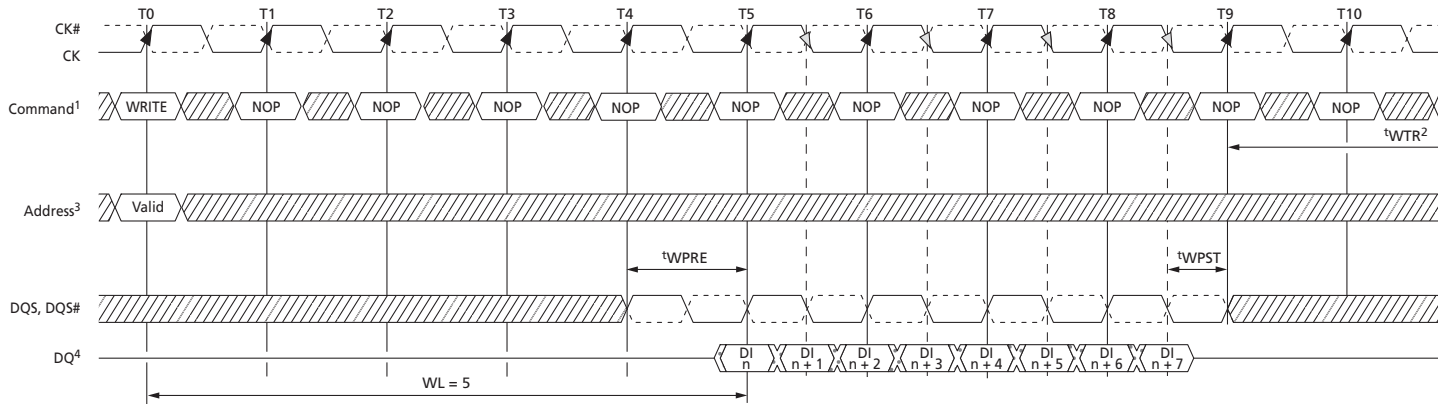 T0 T1 T2 T3 T4 T5 T6 T7 T8 T9 T10
CK#
CK
Command1 WRITE NOP NOP NOP NOP NOP NOP NOP NOP NOP NOP
tWTR2
Address3 Valid
tWPRE tWPST
DQS, DQS#
DQ4 DI n DI n + 1 DI n + 2 DI n + 3 DI n + 4 DI n + 5 DI n + 6 DI n + 7
WL = 5